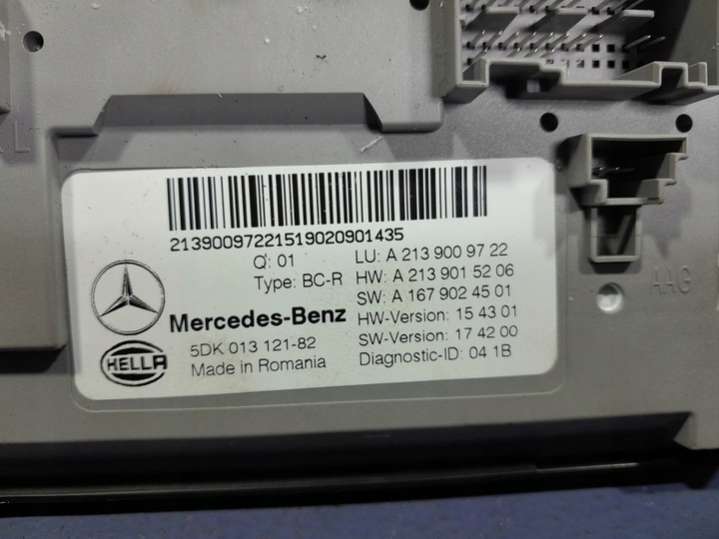 21390097221519020901435
Q: 01
LU: A 213 900 97 22
Type: BC-R
HW: A 213 901 52 06
SW: A 167 902 45 01
Mercedes-Benz
HW-Version: 15 43 01
5DK 013 121-82
SW-Version: 17 42 00
HELLA
Made in Romania
Diagnostic-ID: 04 1B
AAG